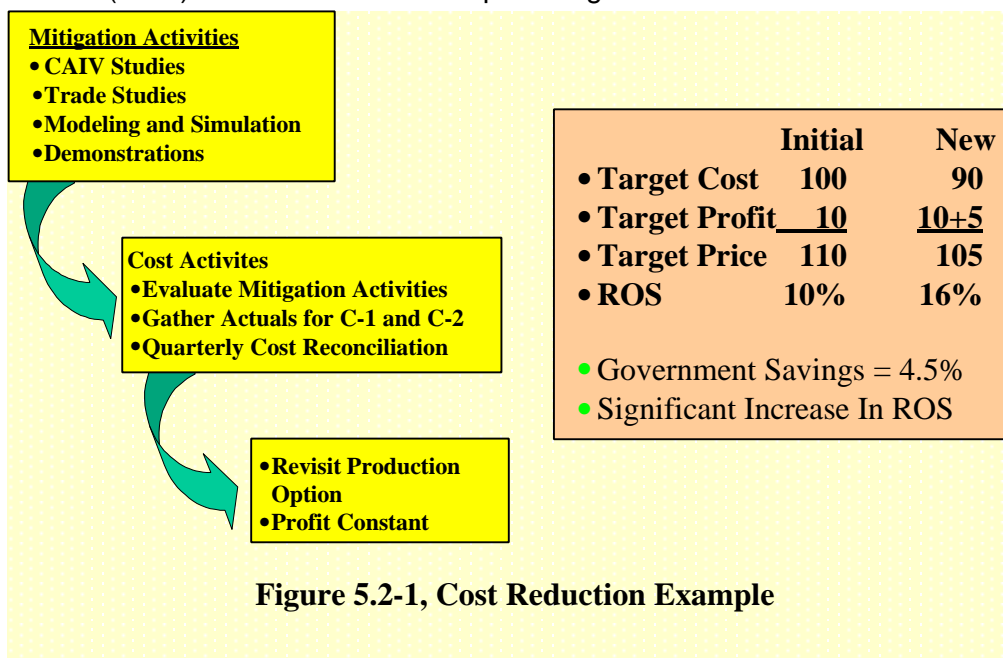 Mitigation Activities
• CAIV Studies
•Trade Studies
•Modeling and Simulation
•Demonstrations
Cost Activites
•Evaluate Mitigation Activities
•Gather Actuals for C-1 and C-2
•Quarterly Cost Reconciliation
•Revisit Production
Option
•Profit Constant
Initial New
• Target Cost 100 90
• Target Profit 10 10+5
• Target Price 110 105
• ROS 10% 16%
• Government Savings = 4.5%
• Significant Increase In ROS
Figure 5.2-1, Cost Reduction Example